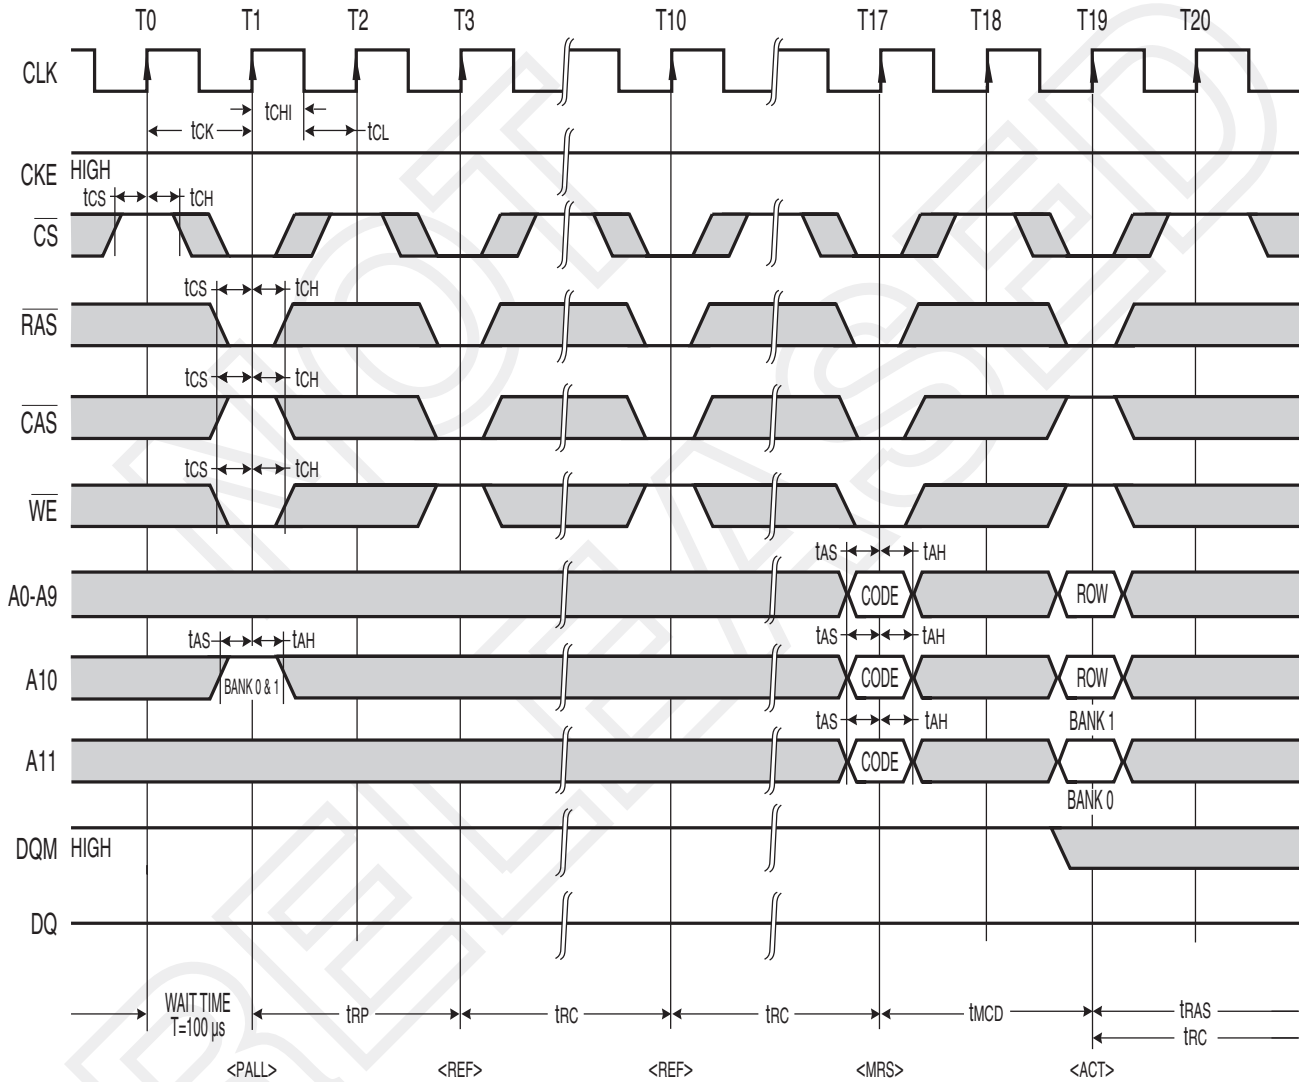 T0 T1 T2 T3 T10 T17 T18 T19 T20
CLK
tCHI
tCK tCL
CKE HIGH
tCS tCH
CS
tCS tCH
RAS
tCS tCH
CAS
tCS tCH
WE
tAS tAH
A0-A9 CODE ROW
tAS tAH tAS tAH
A10 BANK 0 & 1 CODE ROW
tAS tAH BANK 1
A11 CODE
BANK 0
DQM HIGH
DQ
WAIT TIME
T=100 µs
tRP tRC tRC tMCD tRAS
tRC
<PALL> <REF> <REF> <MRS> <ACT>
NOT
RELEASED